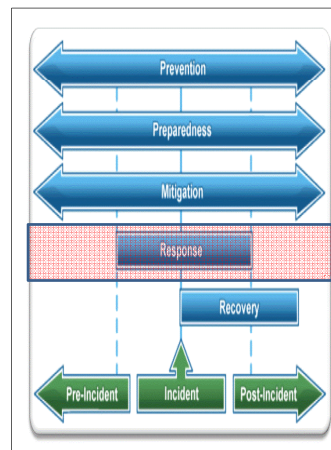 Prevention
Preparedness
Mitigation
Response
Recovery
Pre-Incident Incident Post-Incident